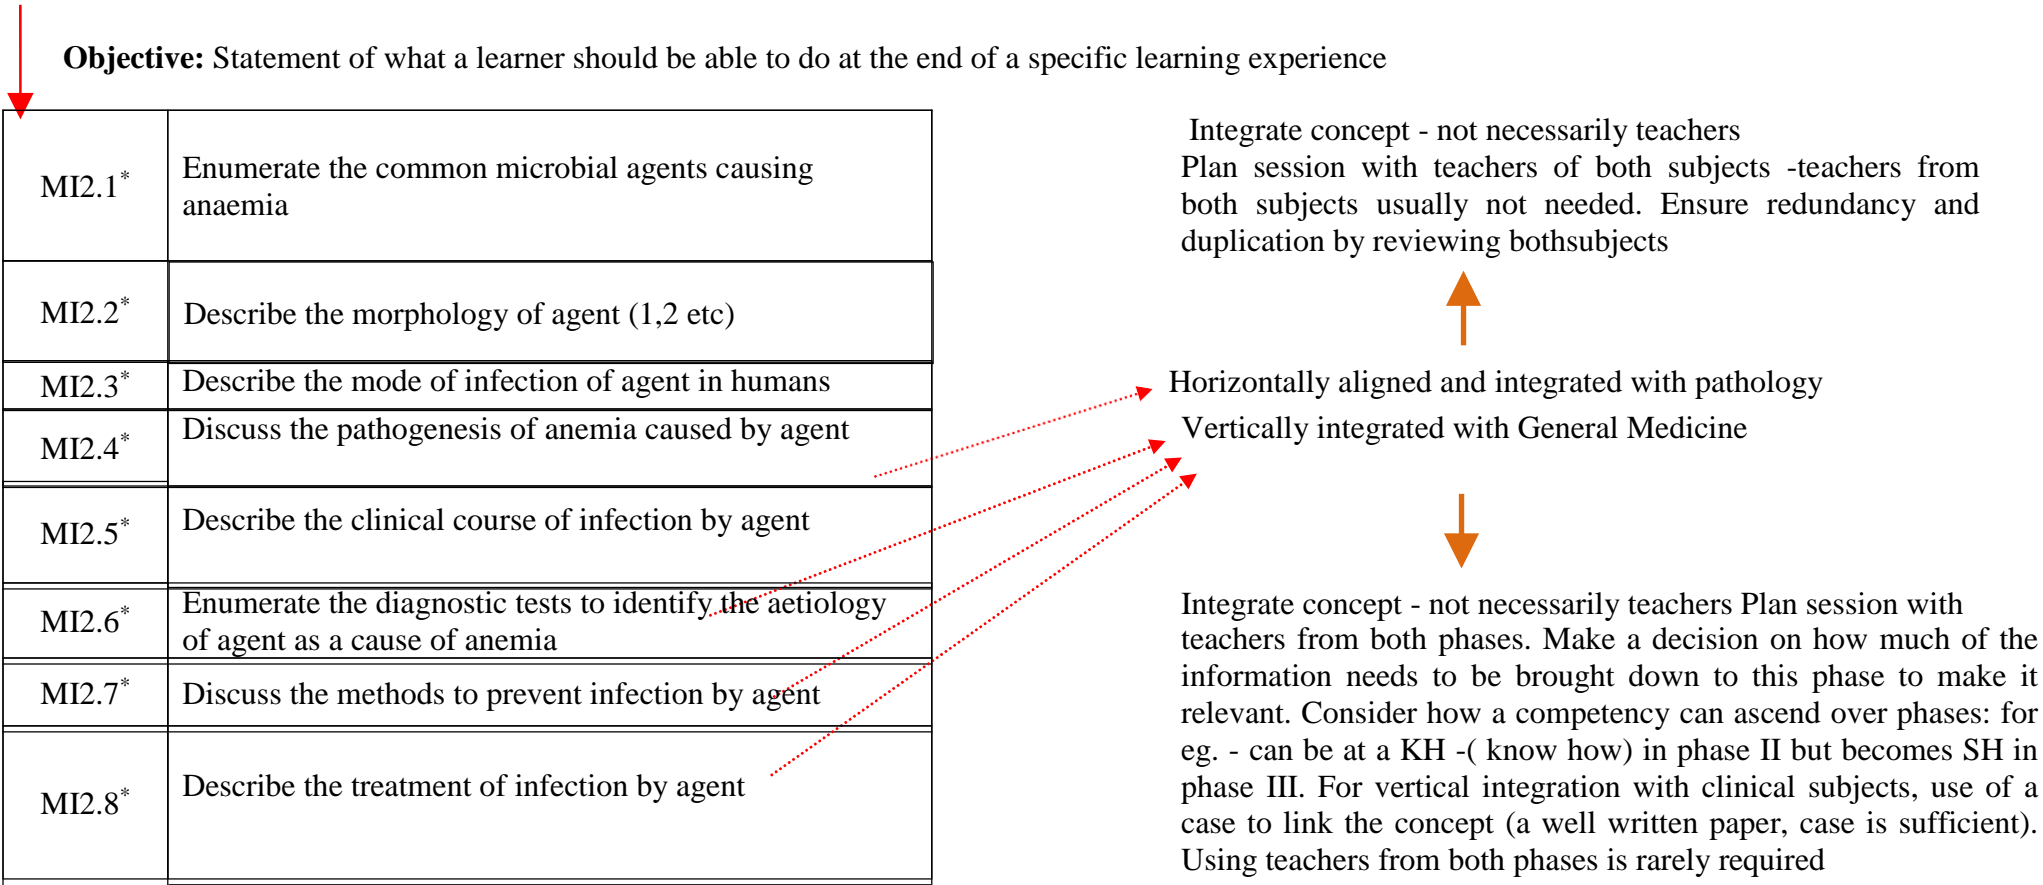 Objective: Statement of what a learner should be able to do at the end of a specific learning experience
MI2.1*
Enumerate the common microbial agents causing
anaemia
MI2.2*
Describe the morphology of agent (1,2 etc)
MI2.3*
Describe the mode of infection of agent in humans
MI2.4*
Discuss the pathogenesis of anemia caused by agent
MI2.5*
Describe the clinical course of infection by agent
MI2.6*
Enumerate the diagnostic tests to identify the aetiology
of agent as a cause of anemia
MI2.7*
Discuss the methods to prevent infection by agent
MI2.8*
Describe the treatment of infection by agent
Integrate concept - not necessarily teachers
Plan session with teachers of both subjects -teachers from
both subjects usually not needed. Ensure redundancy and
duplication by reviewing bothsubjects
Horizontally aligned and integrated with pathology
Vertically integrated with General Medicine
Integrate concept - not necessarily teachers Plan session with
teachers from both phases. Make a decision on how much of the
information needs to be brought down to this phase to make it
relevant. Consider how a competency can ascend over phases: for
eg. - can be at a KH -( know how) in phase II but becomes SH in
phase III. For vertical integration with clinical subjects, use of a
case to link the concept (a well written paper, case is sufficient).
Using teachers from both phases is rarely required